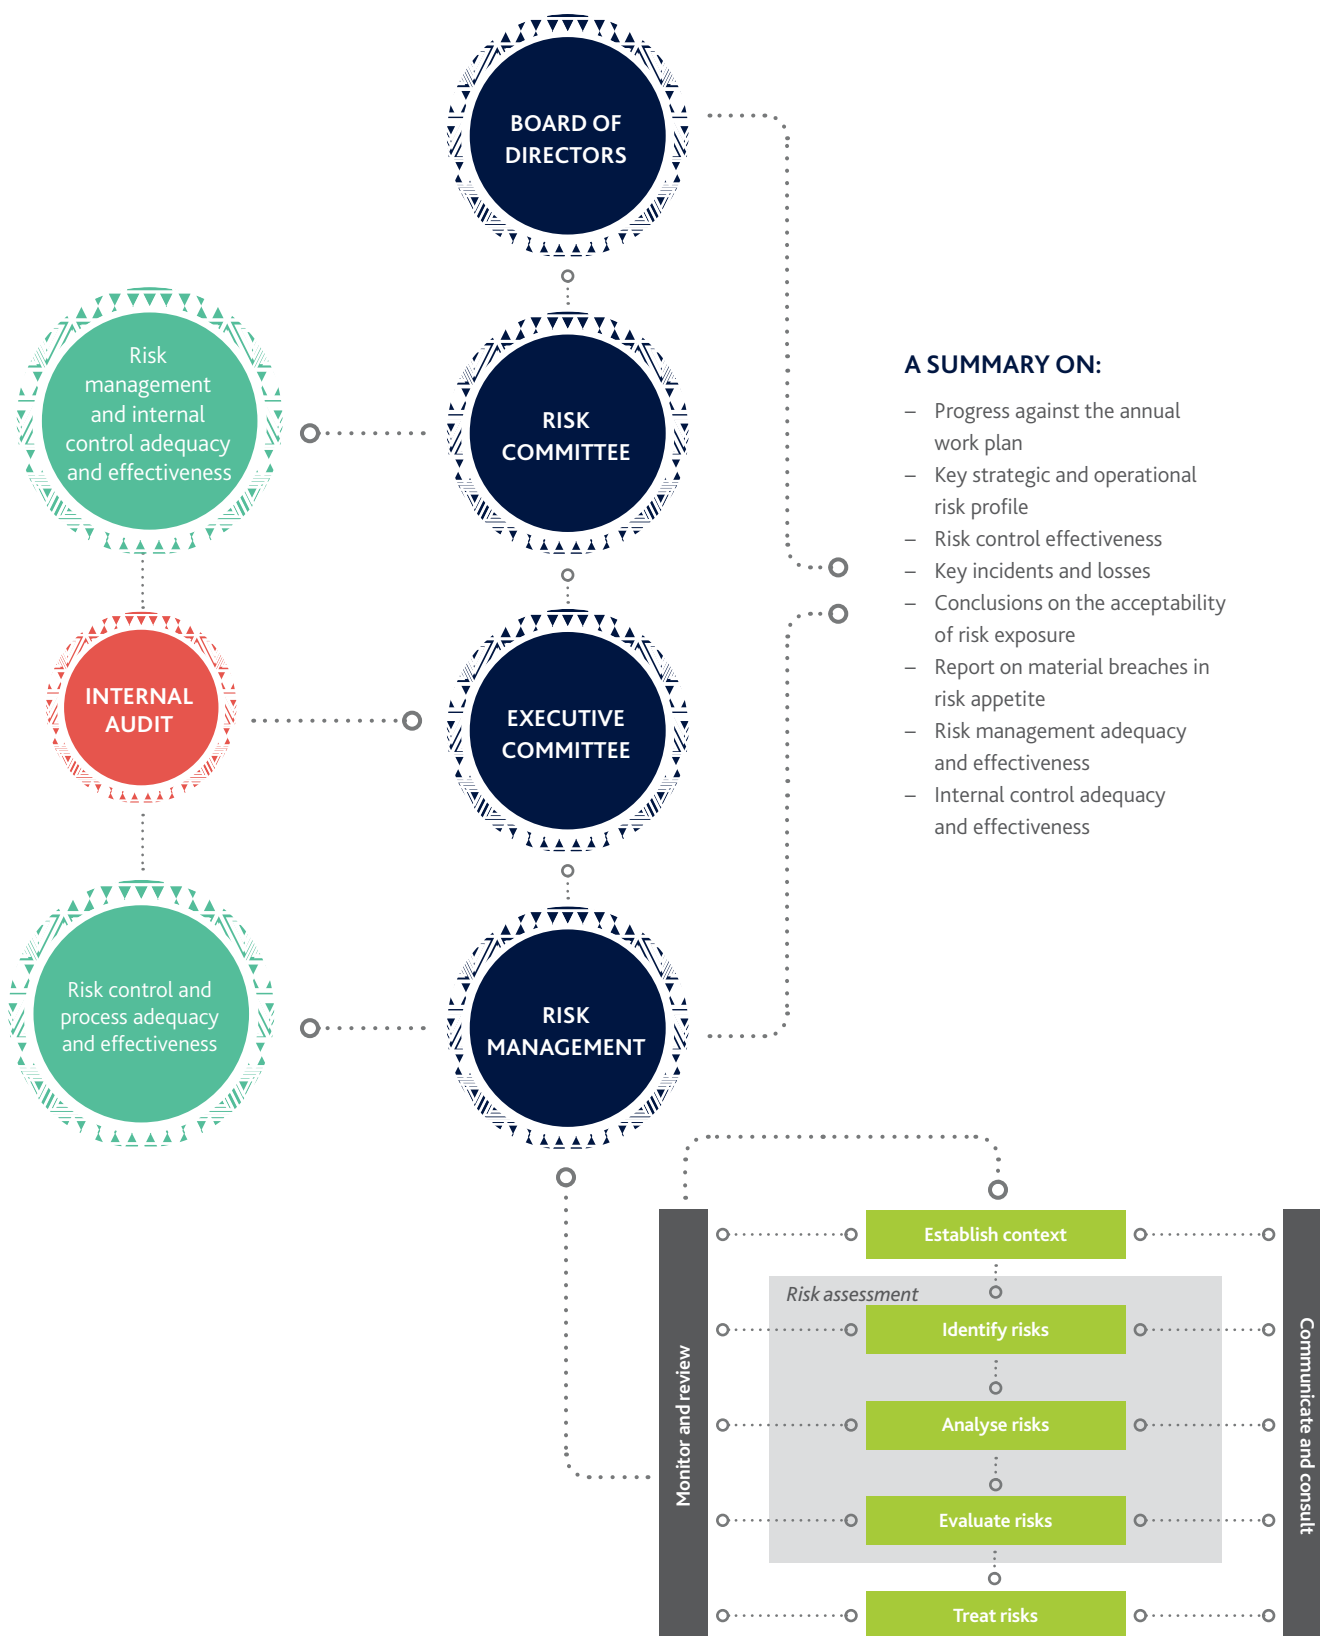 BOARD OF
DIRECTORS
Risk
management
and internal
control adequacy
and effectiveness
RISK
COMMITTEE
A SUMMARY ON:
– Progress against the annual
work plan
– Key strategic and operational
risk profile
– Risk control effectiveness
– Key incidents and losses
– Conclusions on the acceptability
of risk exposure
– Report on material breaches in
risk appetite
– Risk management adequacy
and effectiveness
– Internal control adequacy
and effectiveness
INTERNAL
AUDIT
EXECUTIVE
COMMITTEE
Risk control and
process adequacy
and effectiveness
RISK
MANAGEMENT
Monitor and review
Establish context
Risk assessment
Identify risks
Analyse risks
Evaluate risks
Treat risks
Communicate and consult